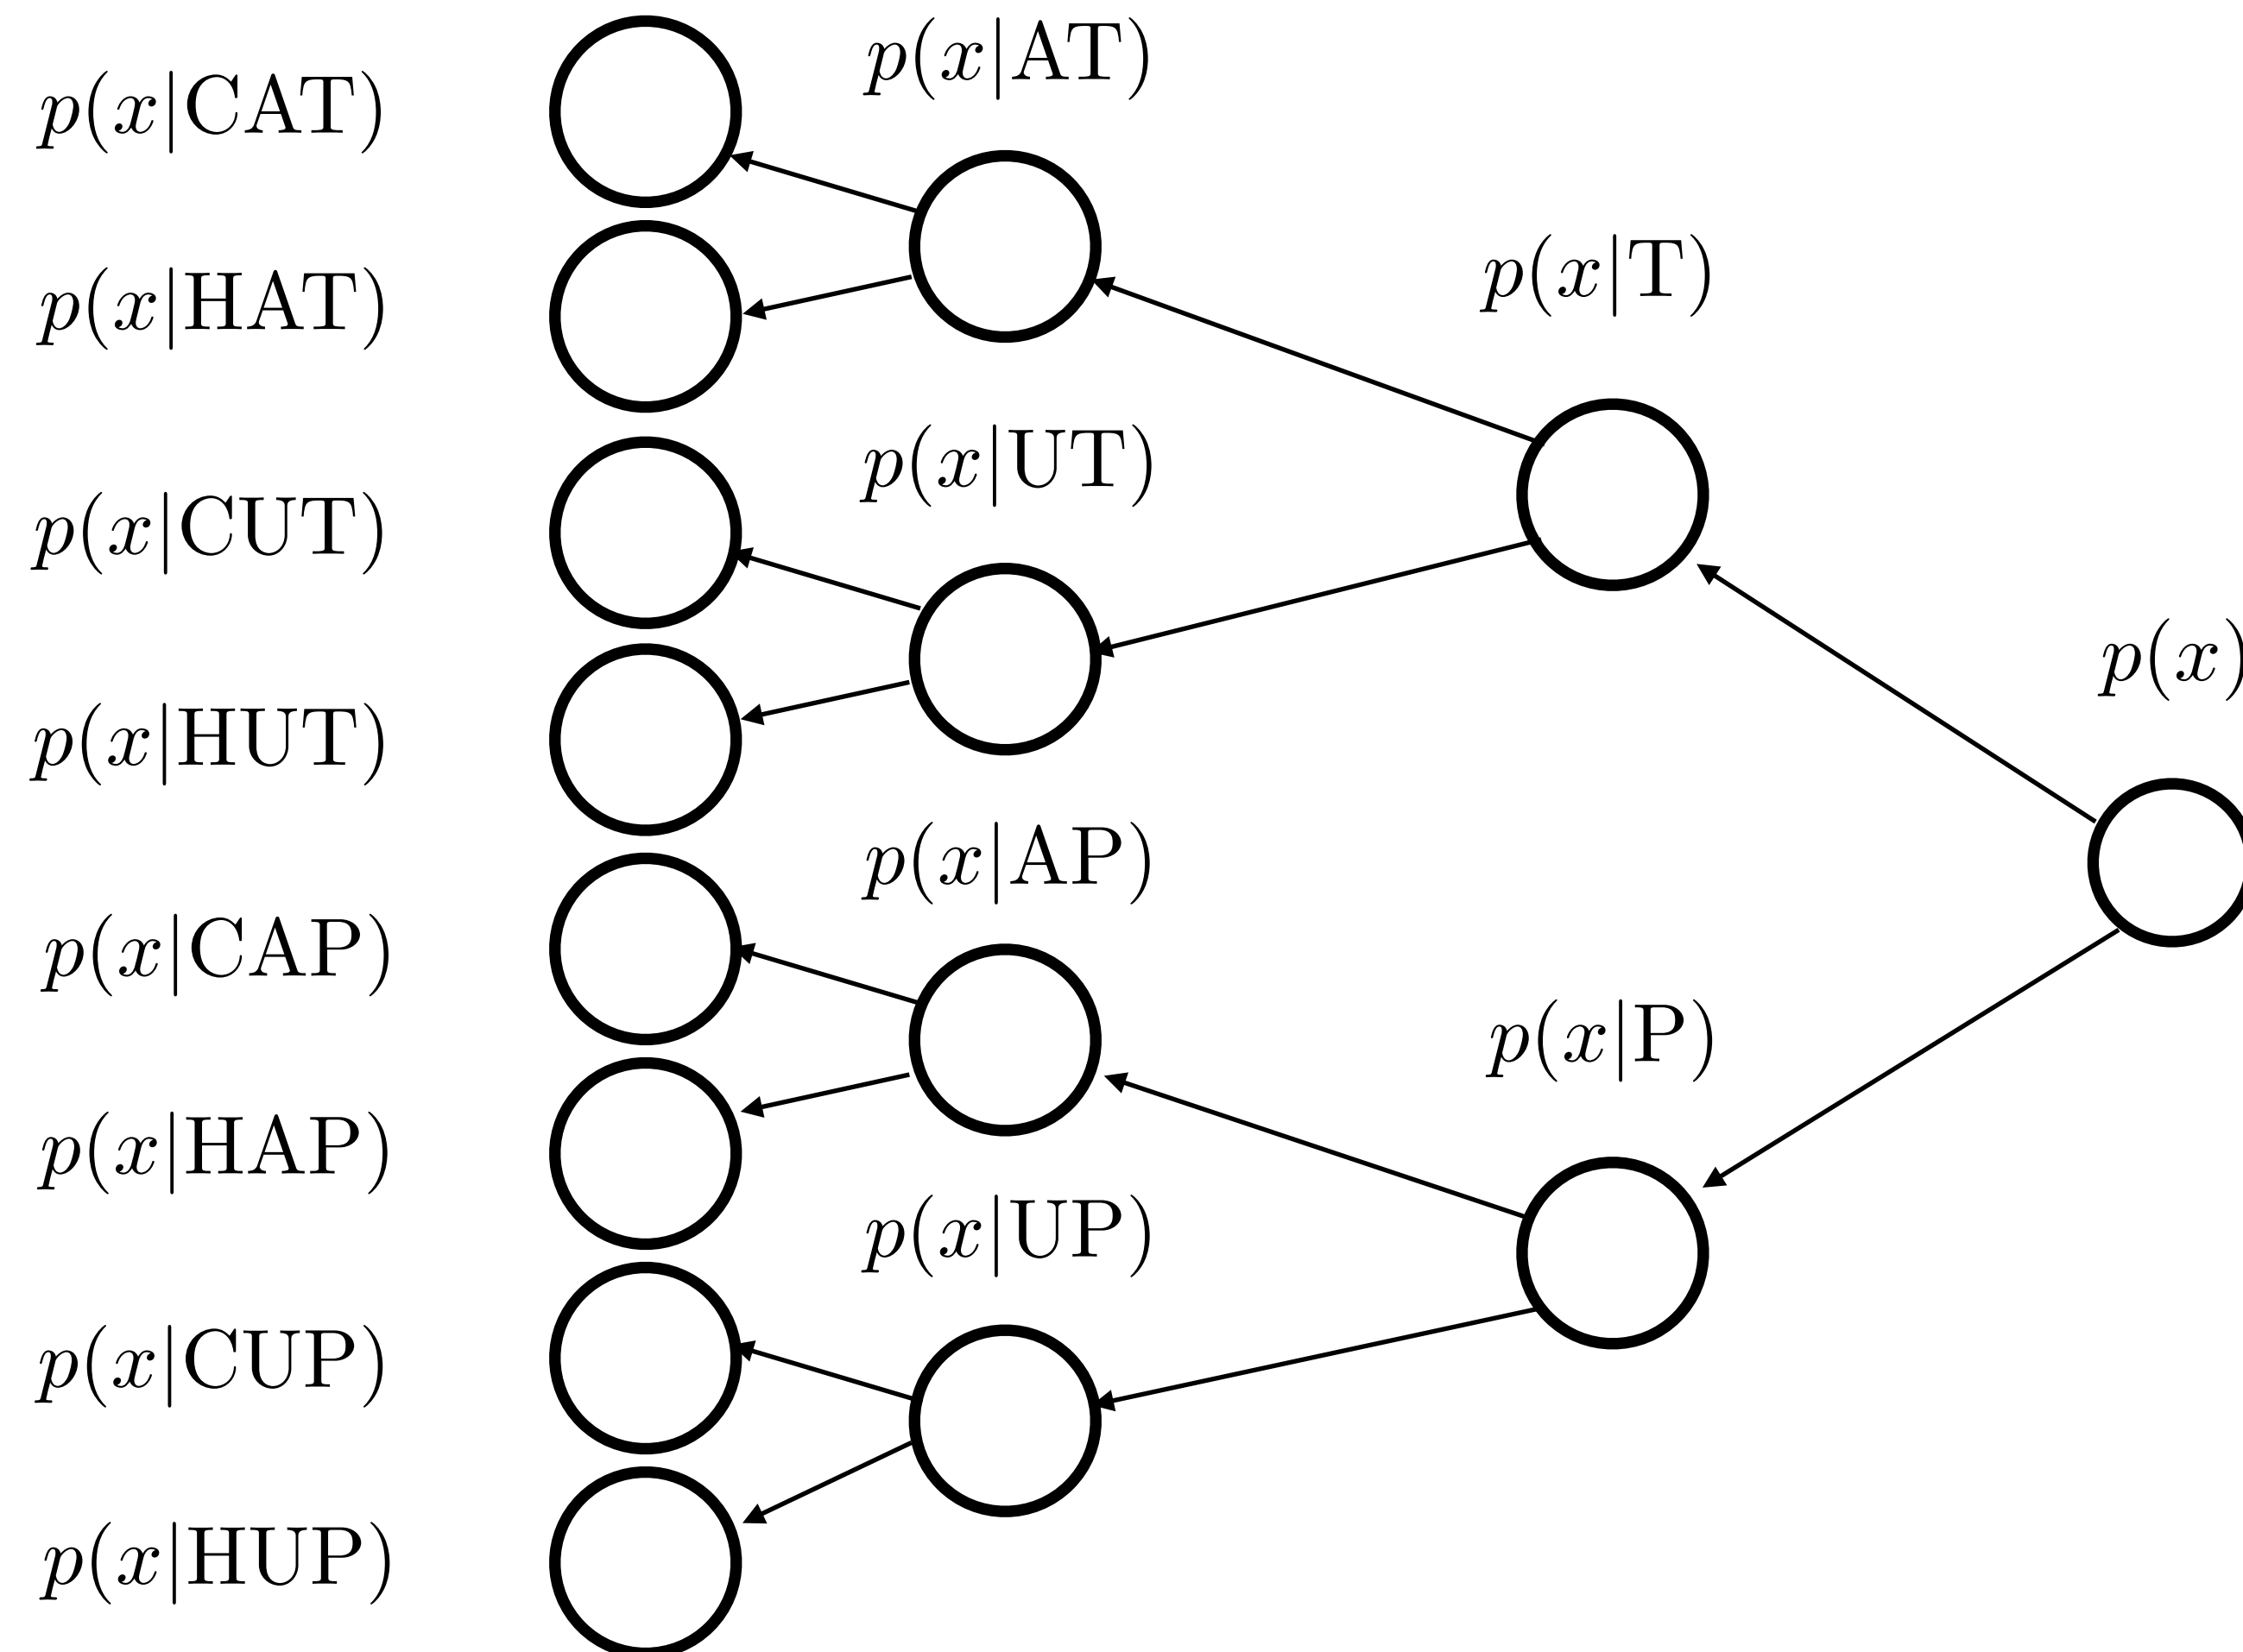 p(x|AT)
p(x|CAT)
p(x|T)
p(x|HAT)
p(x|UT)
p(x|CUT)
p(x)
p(x|HUT)
p(x|AP)
p(x|CAP)
p(x|P)
p(x|HAP)
p(x|UP)
p(x|CUP)
p(x|HUP)